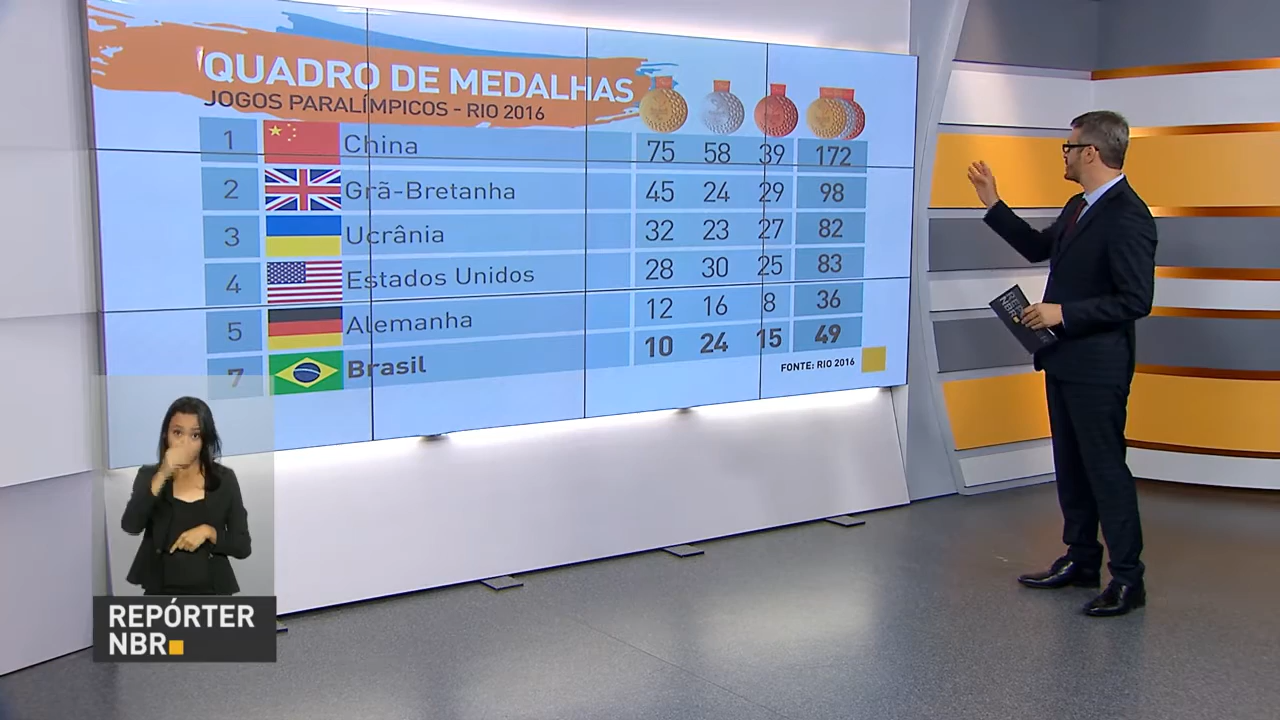 QUADRO DE MEDALHAS
JOGOS PARALÍMPICOS - RIO 2016
1 China 75 58 39 172
2 Grã-Bretanha 45 24 29 98
3 Ucrânia 32 23 27 82
4 Estados Unidos 28 30 25 83
5 Alemanha 12 16 8 36
7 Brasil 10 24 15 49
FONTE: RIO 2016
NBR
REPÓRTER
NBR